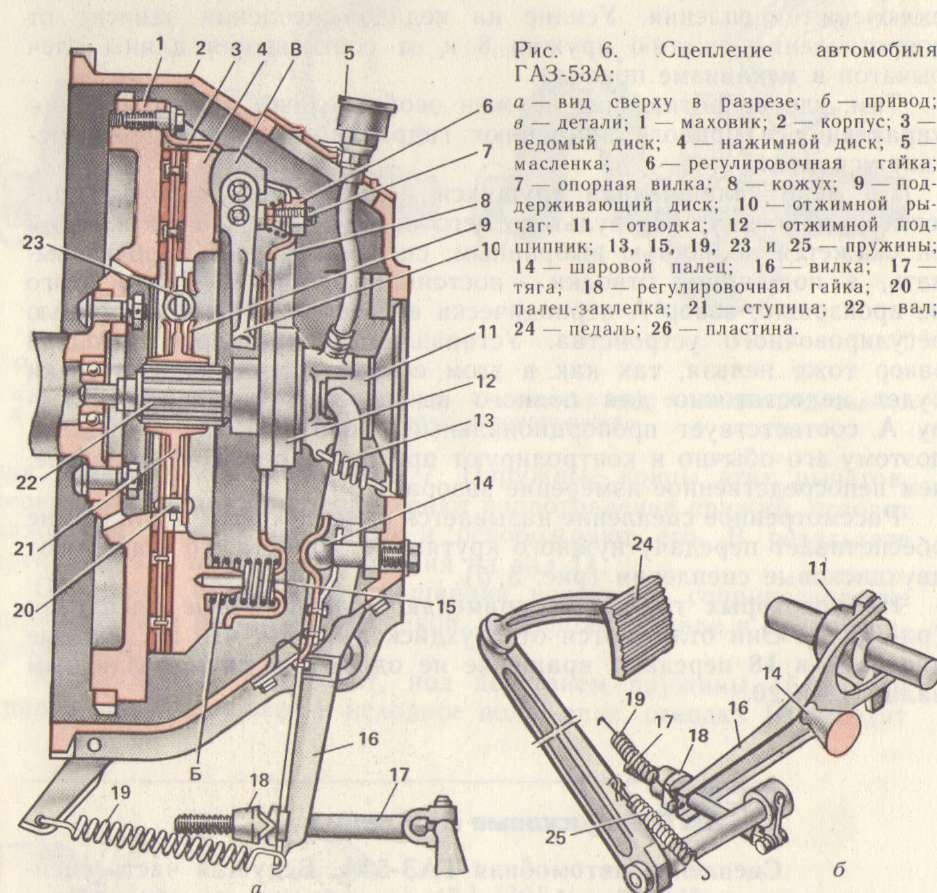 Рис. 6. Сцепление автомобиля
ГАЗ-53А:
а — вид сверху в разрезе; б — привод;
в — детали; 1 — маховик; 2 — корпус; 3 —
ведомый диск; 4 — нажимной диск; 5 —
масленка; 6 — регулировочная гайка;
7 — опорная вилка; 8 — кожух; 9 — под-
держивающий диск; 10 — отжимной ры-
чаг; 11 — отводка; 12 — отжимной под-
шипник; 13, 15, 19, 23 и 25 — пружины;
14 — шаровой палец; 16 — вилка; 17 —
тяга; 18 — регулировочная гайка; 20 —
палец-заклепка; 21 — ступица; 22 — вал;
24 — педаль; 26 — пластина.
1 2 3 4 В 5
6
7
8
9
10
11
12
13
14
15
16
17
18
19
20
21
22
23
Б
а
24
11
14
16
19
17
18
25
б